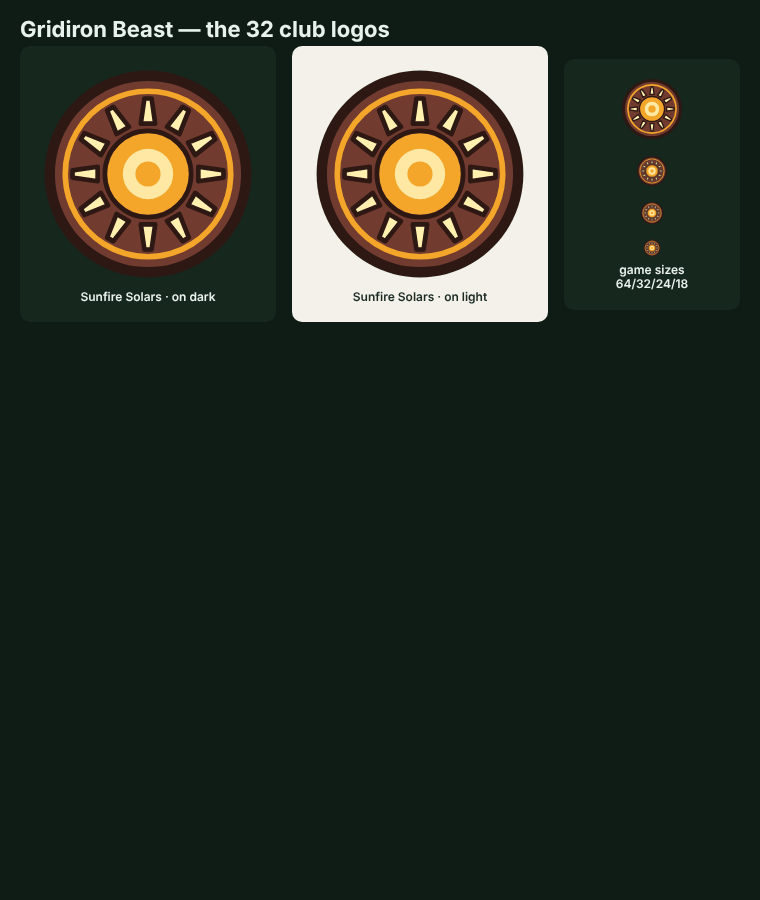 Gridiron Beast — the 32 club logos
Sunfire Solars · on dark
Sunfire Solars · on light
game sizes
64/32/24/18